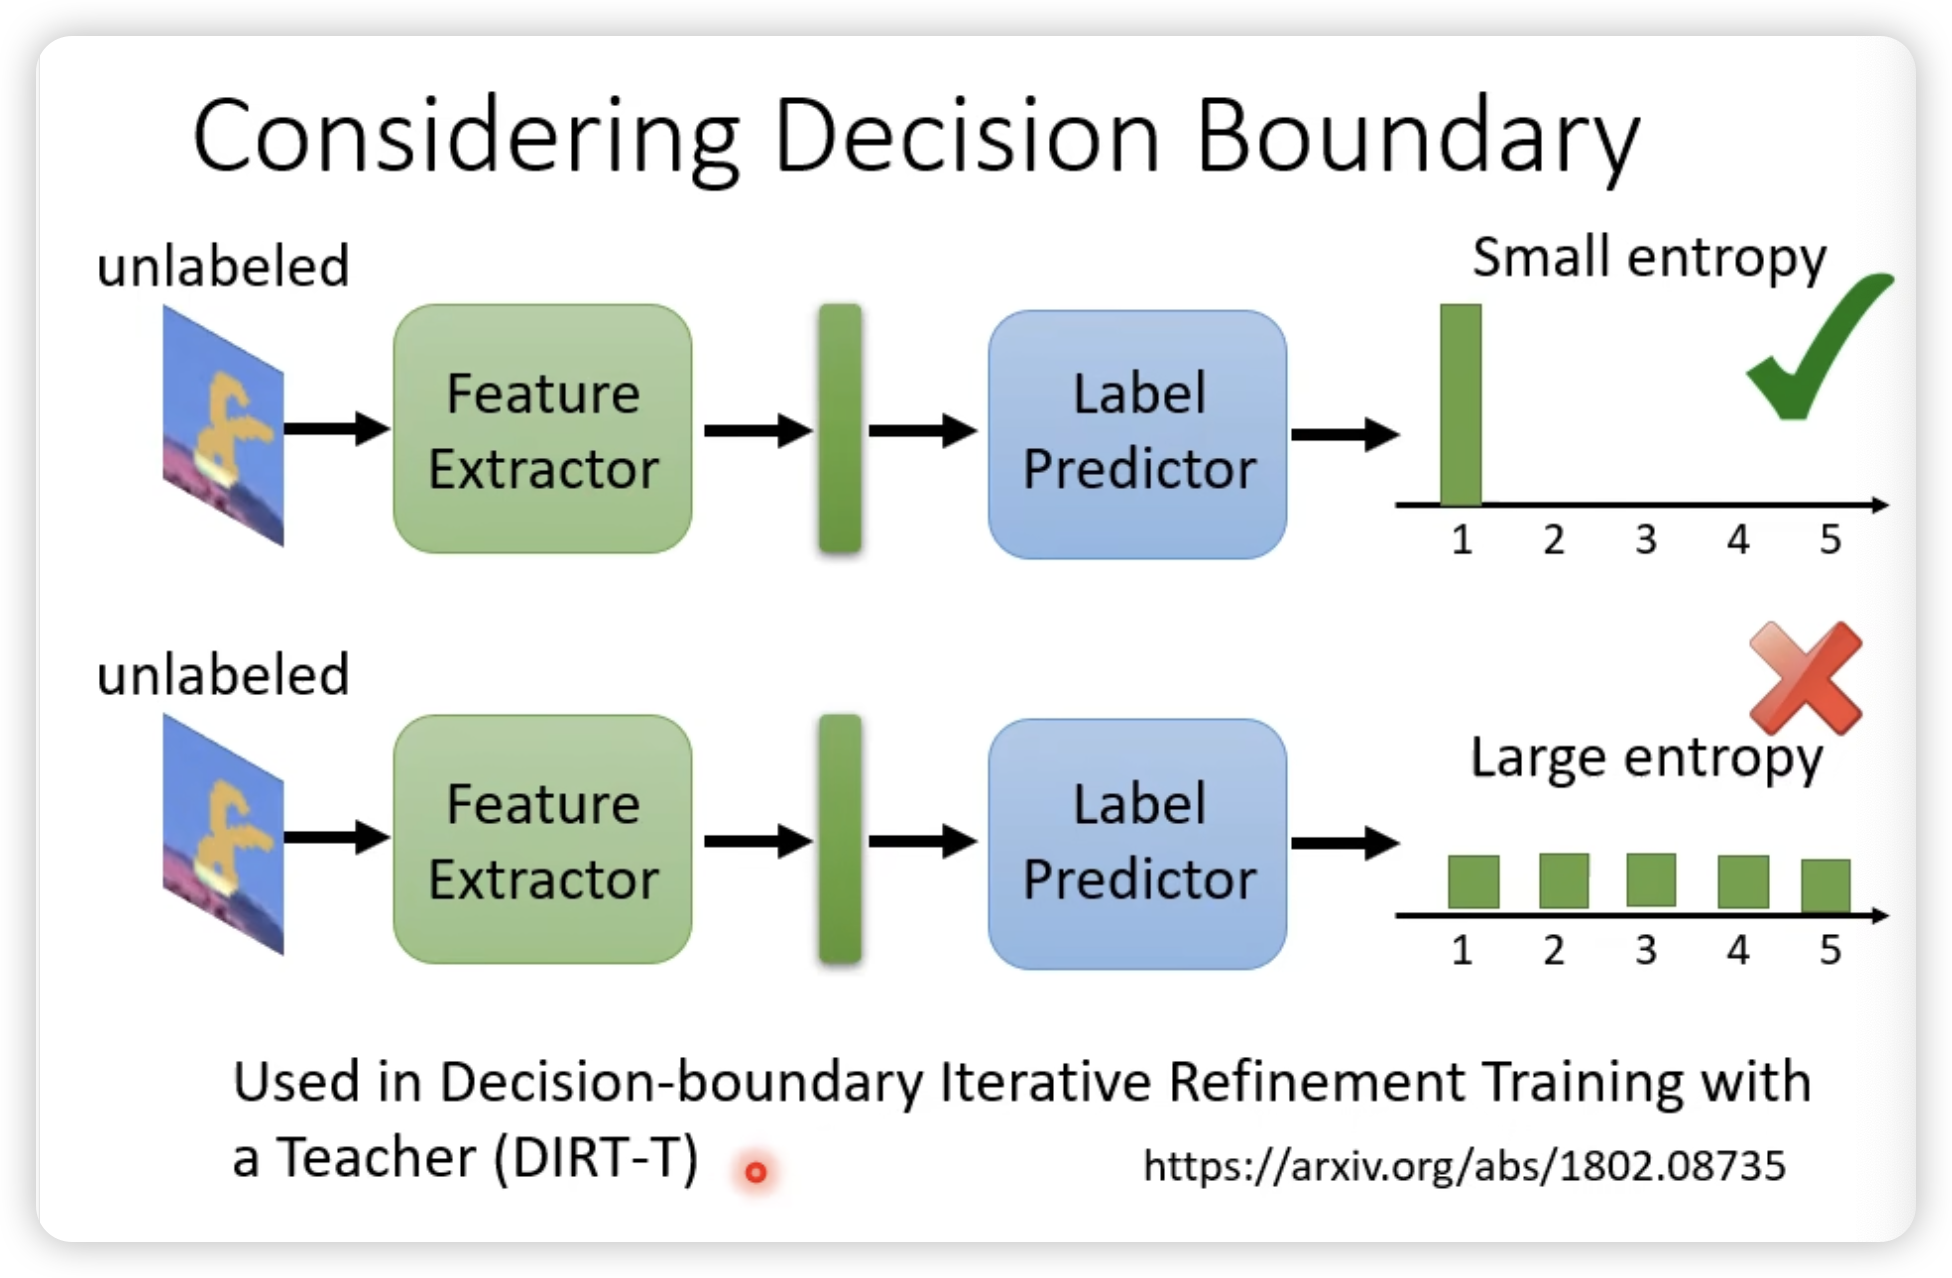 Considering Decision Boundary
unlabeled
Small entropy
Feature
Extractor
Label
Predictor
1 2 3 4 5
unlabeled
Large entropy
Feature
Extractor
Label
Predictor
1 2 3 4 5
Used in Decision-boundary Iterative Refinement Training with
a Teacher (DIRT-T)
https://arxiv.org/abs/1802.08735